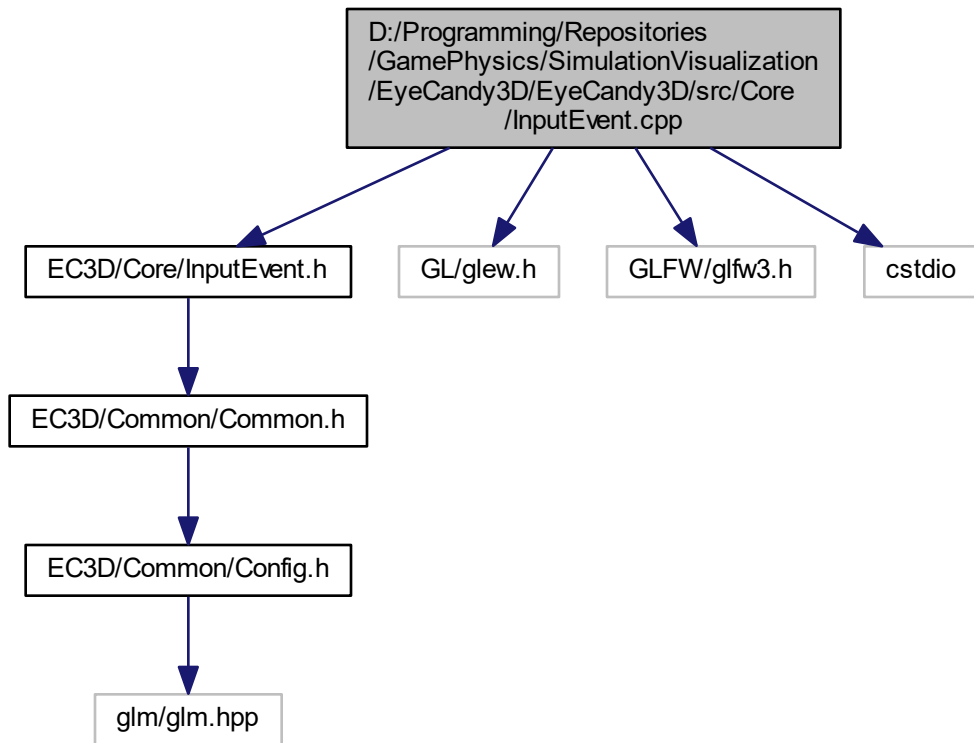 D:/Programming/Repositories
/GamePhysics/SimulationVisualization
/EyeCandy3D/EyeCandy3D/src/Core
/InputEvent.cpp
EC3D/Core/InputEvent.h
GL/glew.h
GLFW/glfw3.h
cstdio
EC3D/Common/Common.h
EC3D/Common/Config.h
glm/glm.hpp